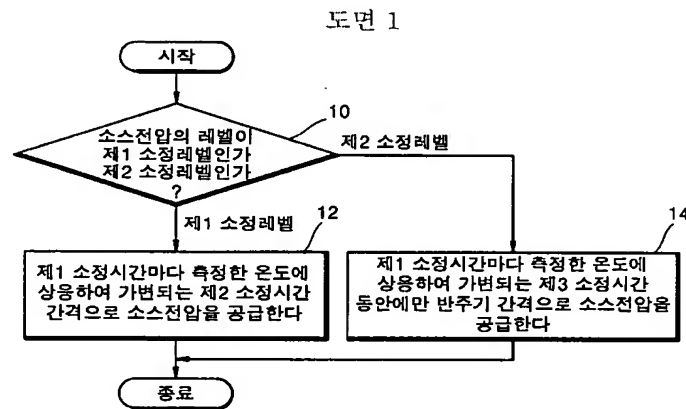 도면 1
시작
10
소스전압의 레벨이
제1 소정레벨인가
제2 소정레벨인가
?
제2 소정레벨
제1 소정레벨
12
제1 소정시간마다 측정한 온도에
상응하여 가변되는 제2 소정시간
간격으로 소스전압을 공급한다
14
제1 소정시간마다 측정한 온도에
상응하여 가변되는 제3 소정시간
동안에만 반주기 간격으로 소스전압을
공급한다
종료